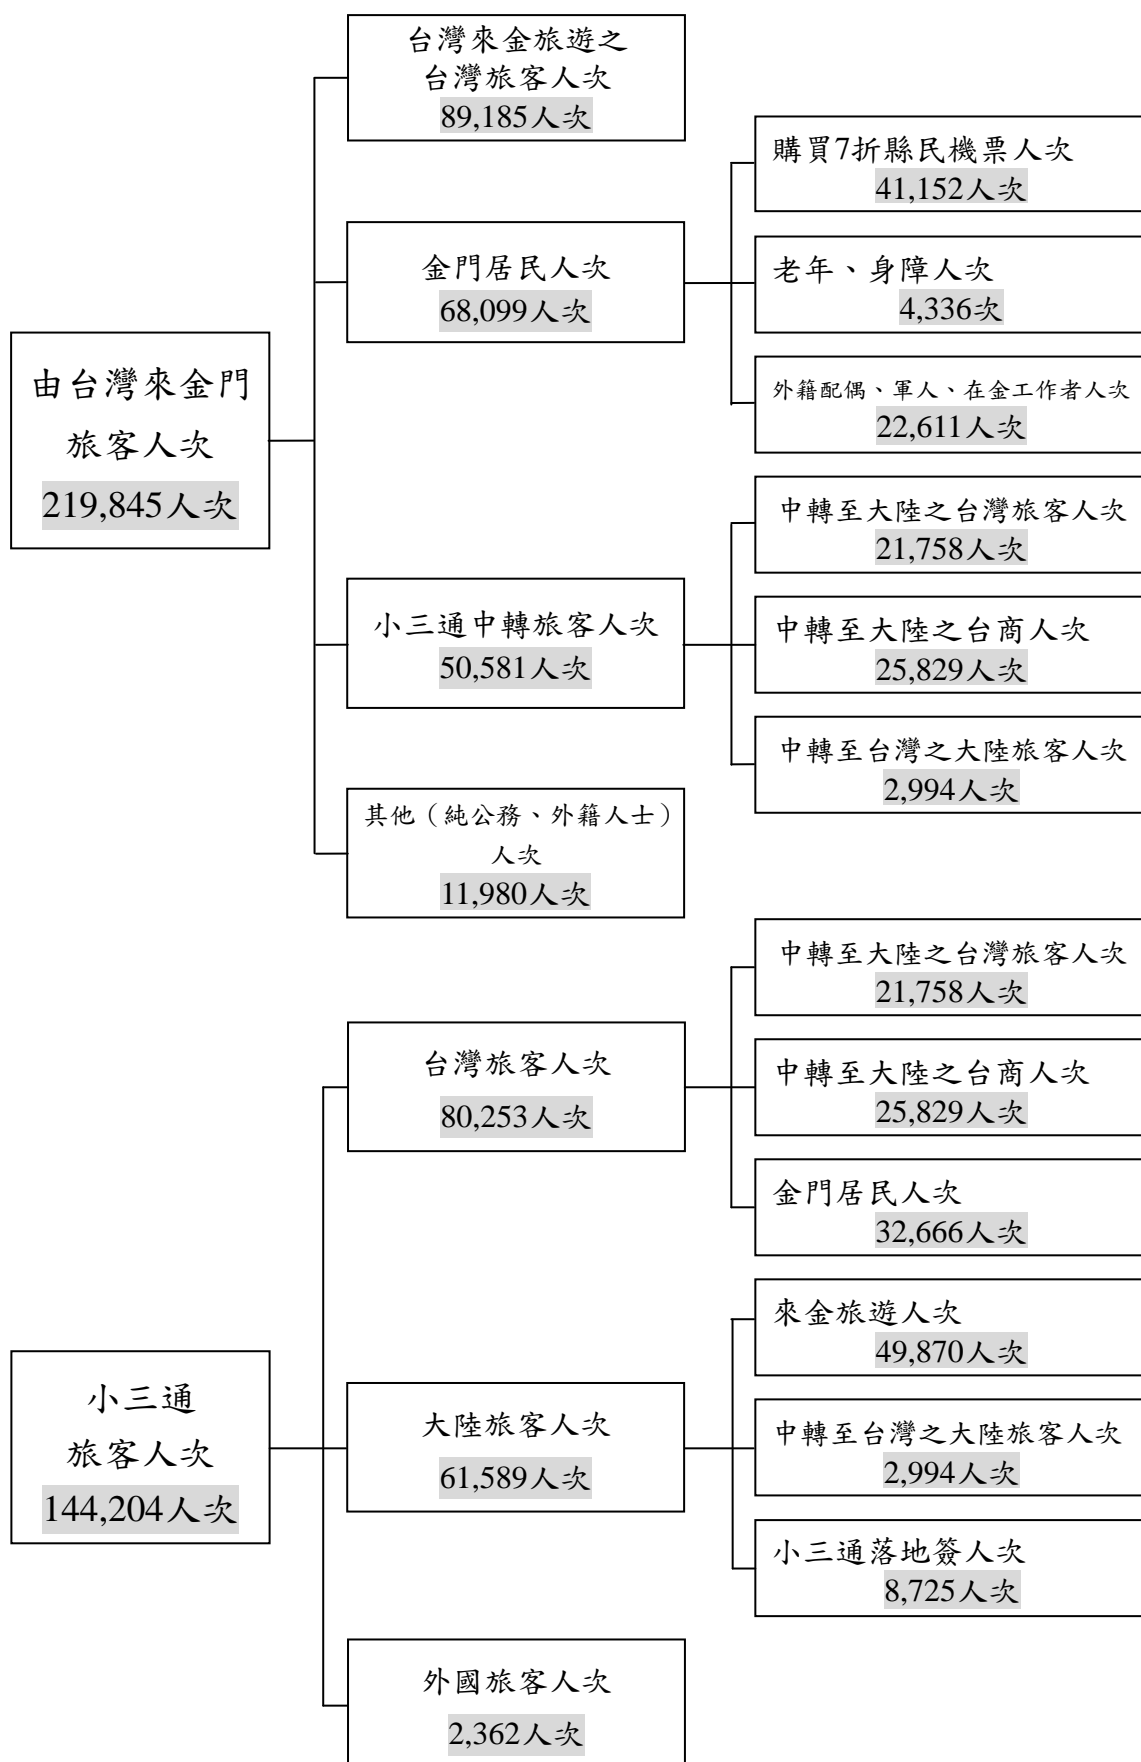 由台灣來金門
旅客人次
219,845人次
台灣來金旅遊之
台灣旅客人次
89,185人次
金門居民人次
68,099人次
購買7折縣民機票人次
41,152人次
老年、身障人次
4,336次
外籍配偶、軍人、在金工作者人次
22,611人次
小三通中轉旅客人次
50,581人次
中轉至大陸之台灣旅客人次
21,758人次
中轉至大陸之台商人次
25,829人次
中轉至台灣之大陸旅客人次
2,994人次
其他（純公務、外籍人士）
人次
11,980人次
小三通
旅客人次
144,204人次
台灣旅客人次
80,253人次
中轉至大陸之台灣旅客人次
21,758人次
中轉至大陸之台商人次
25,829人次
金門居民人次
32,666人次
大陸旅客人次
61,589人次
來金旅遊人次
49,870人次
中轉至台灣之大陸旅客人次
2,994人次
小三通落地簽人次
8,725人次
外國旅客人次
2,362人次